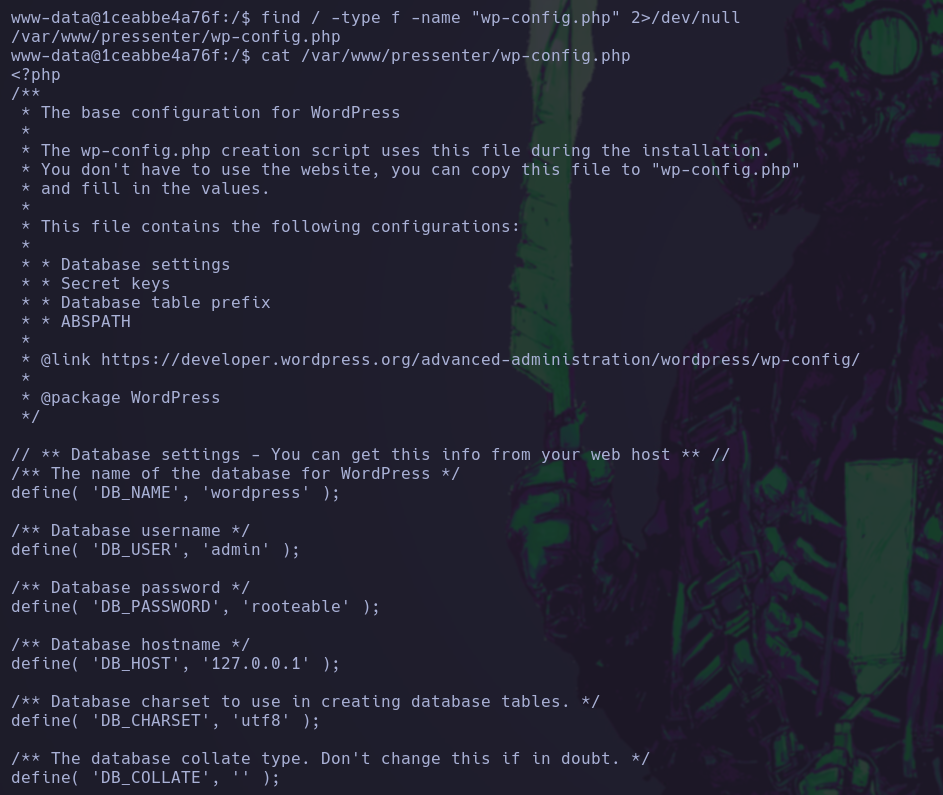 www-data@1ceabbe4a76f:/$ find / -type f -name "wp-config.php" 2>/dev/null
/var/www/pressenter/wp-config.php
www-data@1ceabbe4a76f:/$ cat /var/www/pressenter/wp-config.php
<?php
/**
 * The base configuration for WordPress
 *
 * The wp-config.php creation script uses this file during the installation.
 * You don't have to use the website, you can copy this file to "wp-config.php"
 * and fill in the values.
 *
 * This file contains the following configurations:
 *
 * * Database settings
 * * Secret keys
 * * Database table prefix
 * * ABSPATH
 *
 * @link https://developer.wordpress.org/advanced-administration/wordpress/wp-config/
 *
 * @package WordPress
 */

// ** Database settings - You can get this info from your web host ** //
/** The name of the database for WordPress */
define( 'DB_NAME', 'wordpress' );

/** Database username */
define( 'DB_USER', 'admin' );

/** Database password */
define( 'DB_PASSWORD', 'rooteable' );

/** Database hostname */
define( 'DB_HOST', '127.0.0.1' );

/** Database charset to use in creating database tables. */
define( 'DB_CHARSET', 'utf8' );

/** The database collate type. Don't change this if in doubt. */
define( 'DB_COLLATE', '' );